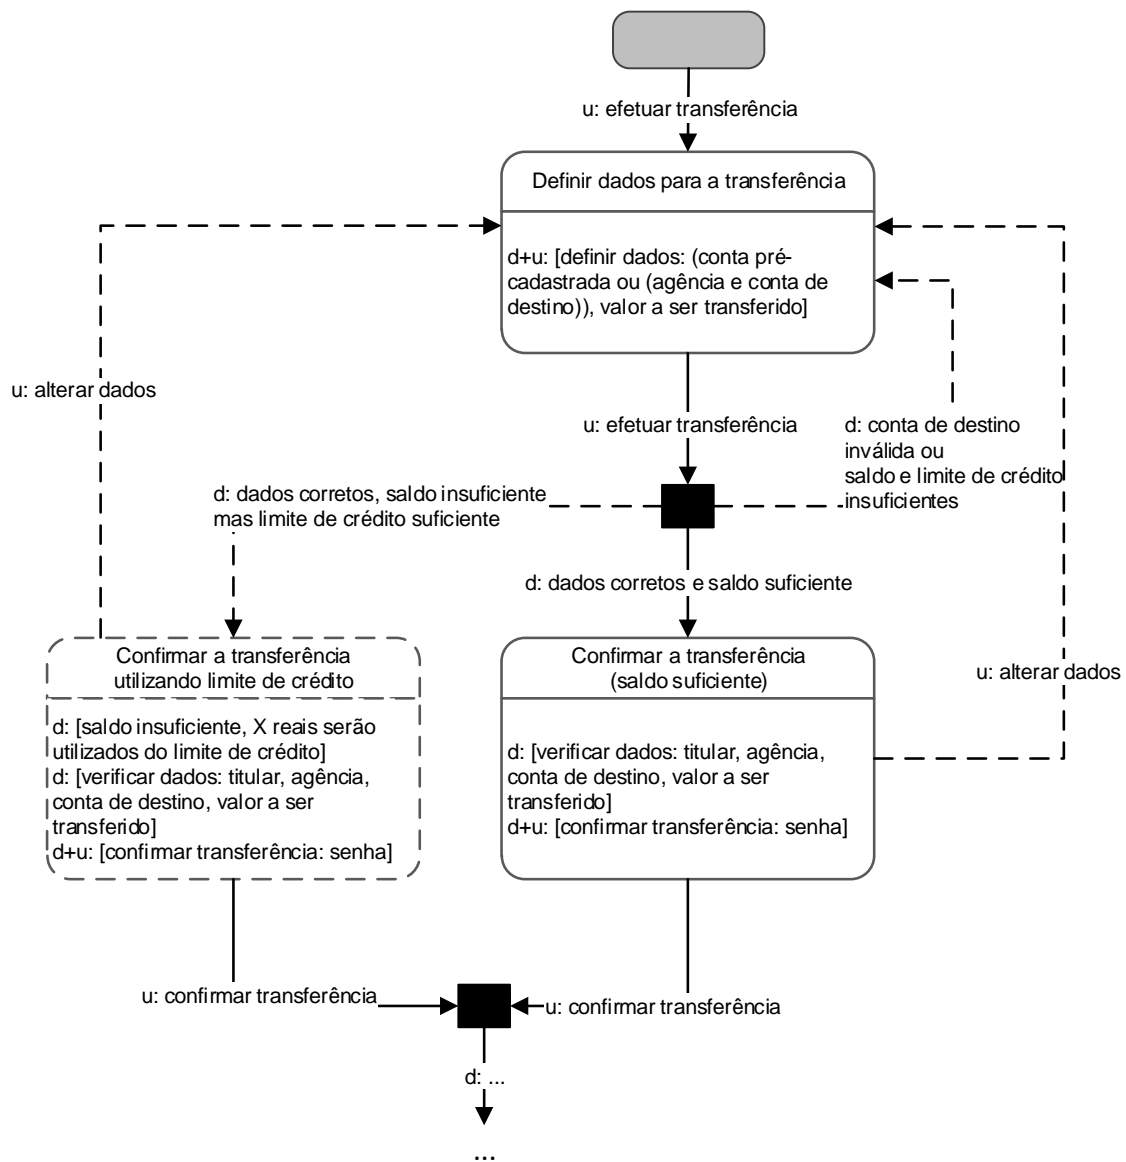 u: efetuar transferência
Definir dados para a transferência
d+u: [definir dados: (conta pré-
cadastrada ou (agência e conta de
destino)), valor a ser transferido]
u: alterar dados
u: efetuar transferência
d: conta de destino
inválida ou
saldo e limite de crédito
insuficientes
d: dados corretos, saldo insuficiente
mas limite de crédito suficiente
d: dados corretos e saldo suficiente
Confirmar a transferência
utilizando limite de crédito
d: [saldo insuficiente, X reais serão
utilizados do limite de crédito]
d: [verificar dados: titular, agência,
conta de destino, valor a ser
transferido]
d+u: [confirmar transferência: senha]
Confirmar a transferência
(saldo suficiente)
d: [verificar dados: titular, agência,
conta de destino, valor a ser
transferido]
d+u: [confirmar transferência: senha]
u: alterar dados
u: confirmar transferência
u: confirmar transferência
d: ...
...